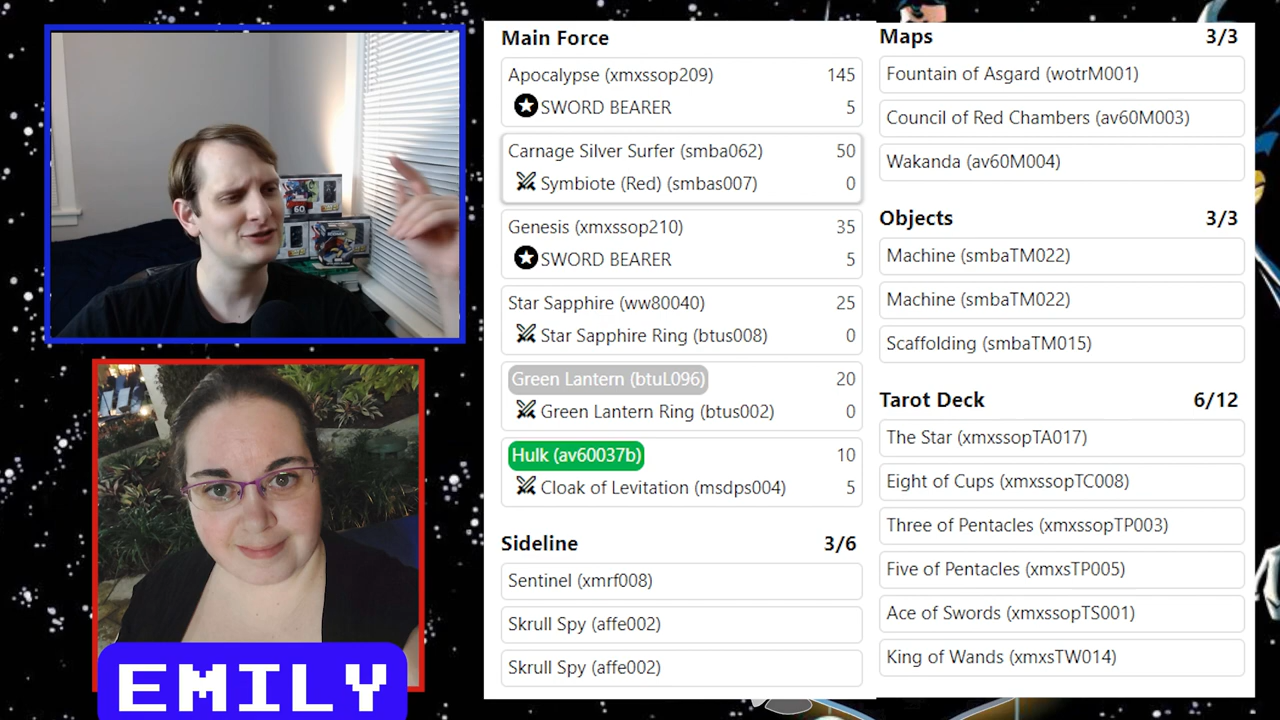 Main Force
Apocalypse (xmxssop209) 145
SWORD BEARER 5
Carnage Silver Surfer (smba062) 50
Symbiote (Red) (smbas007) 0
Genesis (xmxssop210) 35
SWORD BEARER 5
Star Sapphire (ww80040) 25
Star Sapphire Ring (btus008) 0
Green Lantern (btuL096) 20
Green Lantern Ring (btus002) 0
Hulk (av60037b) 10
Cloak of Levitation (msdps004) 5
Sideline 3/6
Sentinel (xmrf008)
Skrull Spy (affe002)
Skrull Spy (affe002)
Maps 3/3
Fountain of Asgard (wotrM001)
Council of Red Chambers (av60M003)
Wakanda (av60M004)
Objects 3/3
Machine (smbaTM022)
Machine (smbaTM022)
Scaffolding (smbaTM015)
Tarot Deck 6/12
The Star (xmxssopTA017)
Eight of Cups (xmxssopTC008)
Three of Pentacles (xmxssopTP003)
Five of Pentacles (xmxsTP005)
Ace of Swords (xmxssopTS001)
King of Wands (xmxsTW014)
60
EMILY